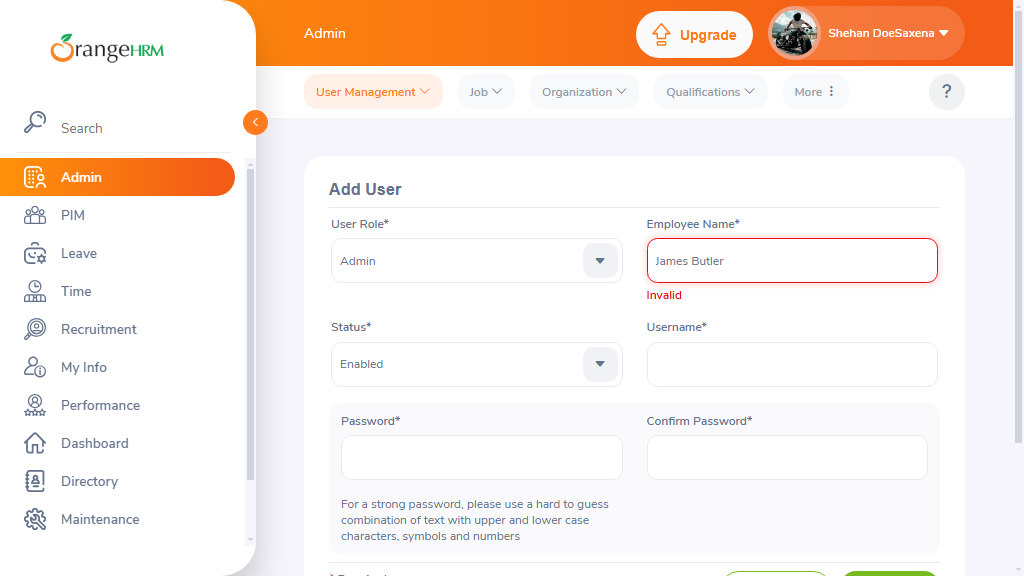 OrangeHRM
Search
Admin
PIM
Leave
Time
Recruitment
My Info
Performance
Dashboard
Directory
Maintenance
Admin
Upgrade
Shehan DoeSaxena
User Management
Job
Organization
Qualifications
More
?
Add User
User Role*
Admin
Employee Name*
James Butler
Invalid
Status*
Enabled
Username*
Password*
Confirm Password*
For a strong password, please use a hard to guess
combination of text with upper and lower case
characters, symbols and numbers